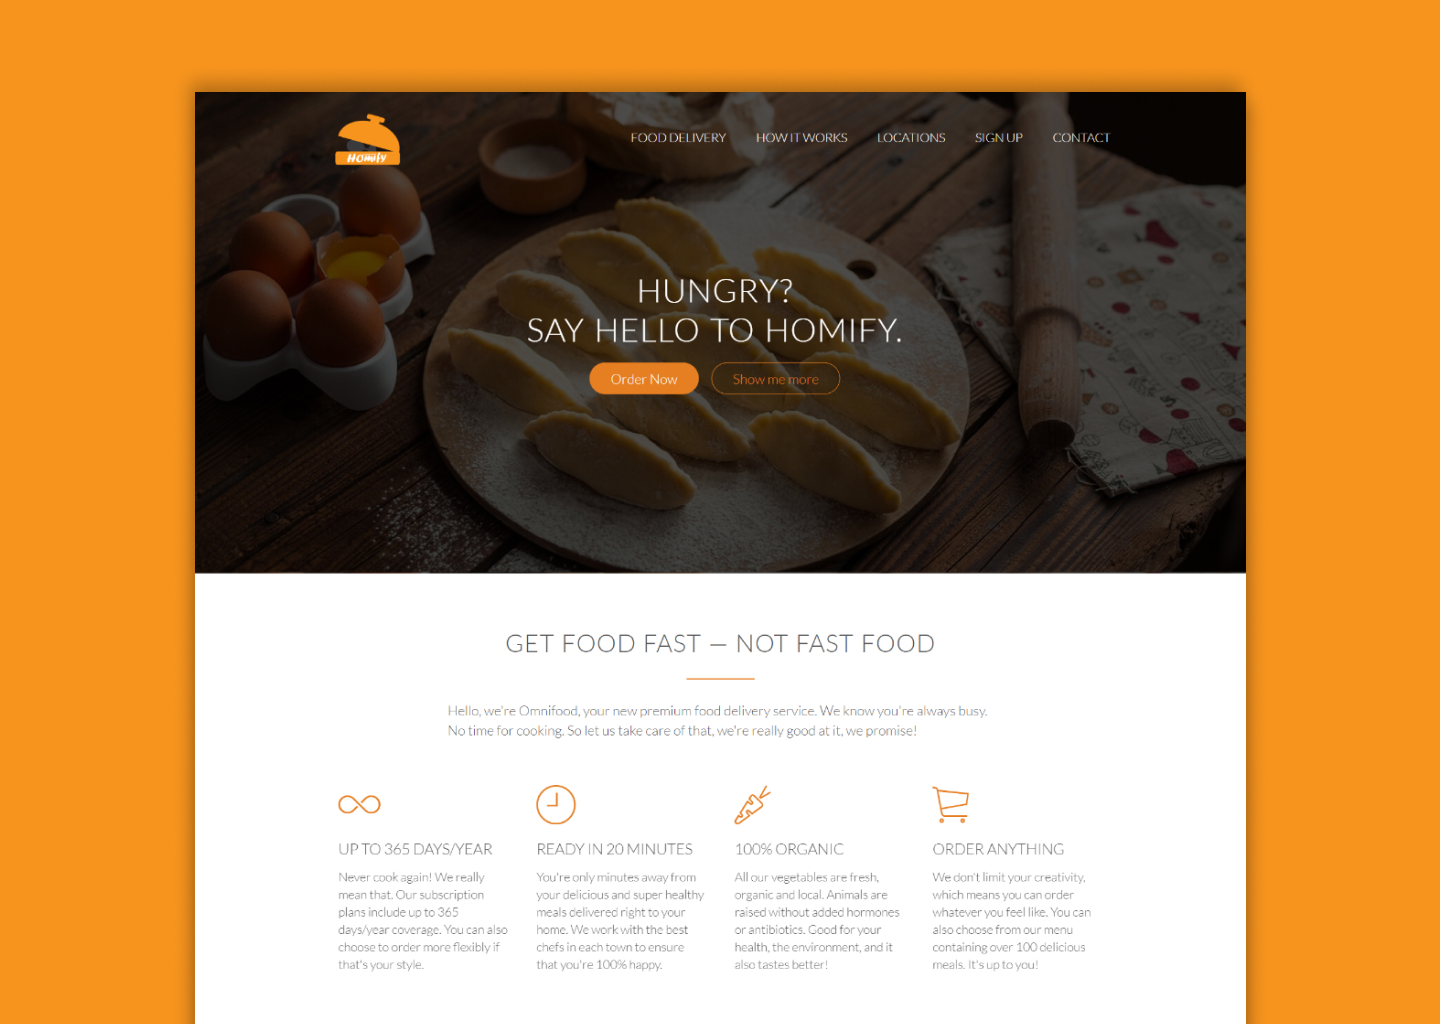 Homify
FOOD DELIVERY HOW IT WORKS LOCATIONS SIGN UP CONTACT
HUNGRY?
SAY HELLO TO HOMIFY.
Order Now Show me more
GET FOOD FAST — NOT FAST FOOD
Hello, we're Omnifood, your new premium food delivery service. We know you're always busy.
No time for cooking. So let us take care of that, we're really good at it, we promise!
UP TO 365 DAYS/YEAR
Never cook again! We really
mean that. Our subscription
plans include up to 365
days/year coverage. You can also
choose to order more flexibly if
that's your style.
READY IN 20 MINUTES
You're only minutes away from
your delicious and super healthy
meals delivered right to your
home. We work with the best
chefs in each town to ensure
that you're 100% happy.
100% ORGANIC
All our vegetables are fresh,
organic and local. Animals are
raised without added hormones
or antibiotics. Good for your
health, the environment, and it
also tastes better!
ORDER ANYTHING
We don't limit your creativity,
which means you can order
whatever you feel like. You can
also choose from our menu
containing over 100 delicious
meals. It's up to you!